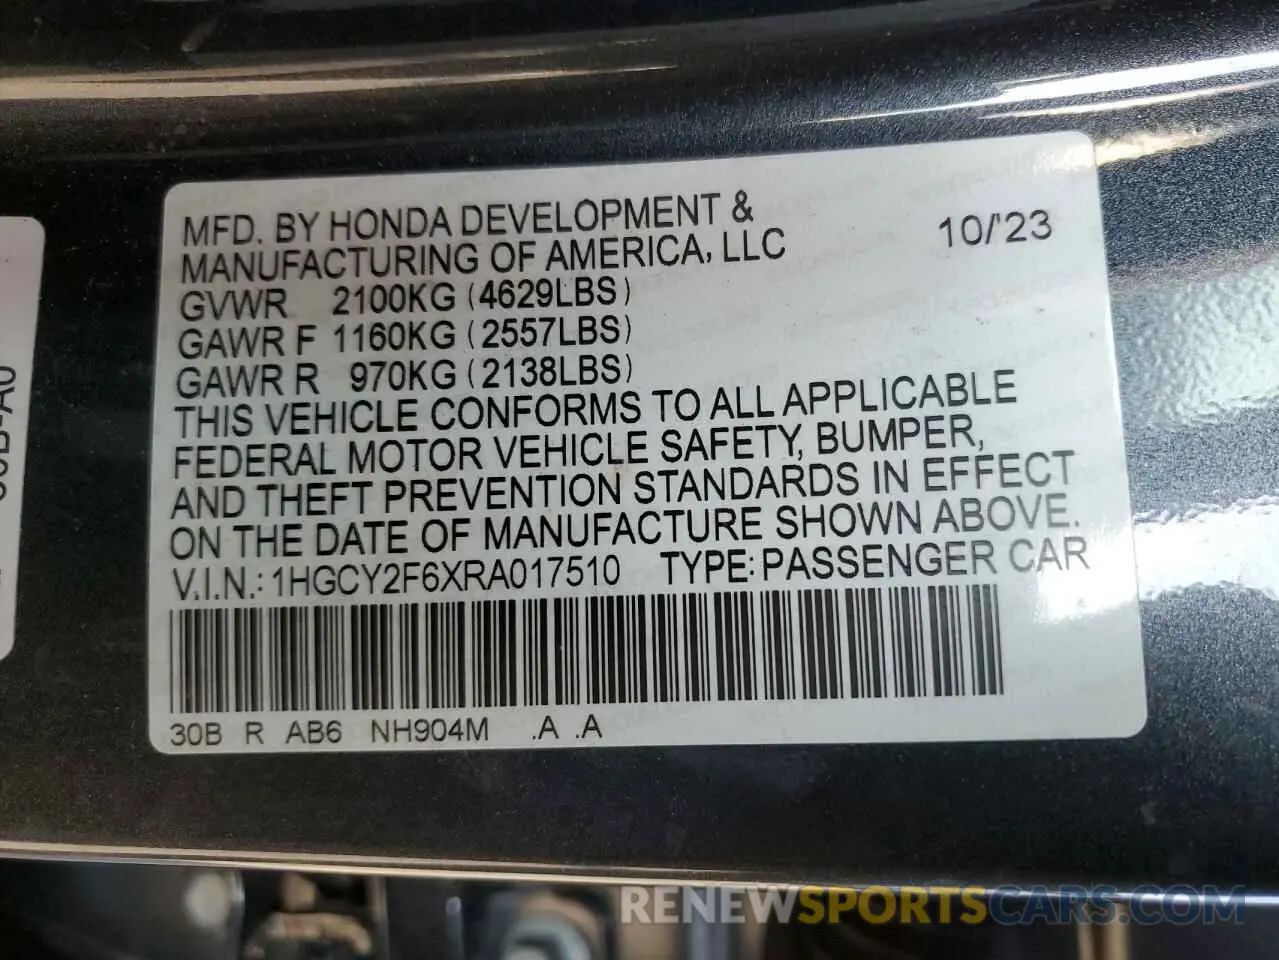 MFD. BY HONDA DEVELOPMENT &
MANUFACTURING OF AMERICA, LLC 10/'23
GVWR 2100KG (4629LBS)
GAWR F 1160KG (2557LBS)
GAWR R 970KG (2138LBS)
THIS VEHICLE CONFORMS TO ALL APPLICABLE
FEDERAL MOTOR VEHICLE SAFETY, BUMPER,
AND THEFT PREVENTION STANDARDS IN EFFECT
ON THE DATE OF MANUFACTURE SHOWN ABOVE.
V.I.N.: 1HGCY2F6XRA017510 TYPE: PASSENGER CAR
30B R AB6 NH904M .A .A
RENEWSPORTSCARS.COM